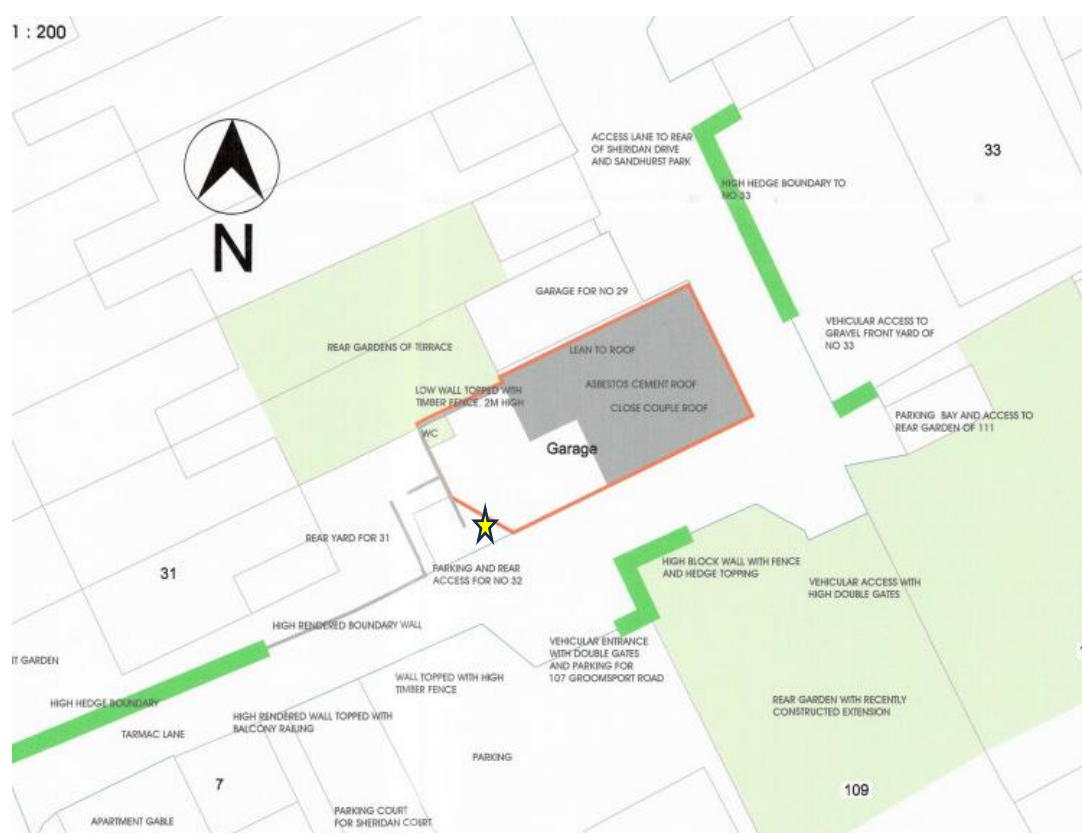 1 : 200
N
ACCESS LANE TO REAR
OF SHERIDAN DRIVE
AND SANDHURST PARK
33
HIGH HEDGE BOUNDARY TO
NO 33
GARAGE FOR NO 29
VEHICULAR ACCESS TO
GRAVEL FRONT YARD OF
NO 33
REAR GARDENS OF TERRACE
LEAN TO ROOF
ASBESTOS CEMENT ROOF
CLOSE COUPLE ROOF
LOW WALL TOPPED WITH
TIMBER FENCE. 2M HIGH
PARKING BAY AND ACCESS TO
REAR GARDEN OF 111
WC
Garage
REAR YARD FOR 31
31
PARKING AND REAR
ACCESS FOR NO 32
HIGH BLOCK WALL WITH FENCE
AND HEDGE TOPPING
VEHICULAR ACCESS WITH
HIGH DOUBLE GATES
HIGH RENDERED BOUNDARY WALL
VEHICULAR ENTRANCE
WITH DOUBLE GATES
AND PARKING FOR
107 GROOMSPORT ROAD
GARDEN
WALL TOPPED WITH HIGH
TIMBER FENCE
HIGH HEDGE BOUNDARY
REAR GARDEN WITH RECENTLY
CONSTRUCTED EXTENSION
HIGH RENDERED WALL TOPPED WITH
BALCONY RAILING
TARMAC LANE
PARKING
7
109
APARTMENT GABLE
PARKING COURT
FOR SHERIDAN COURT